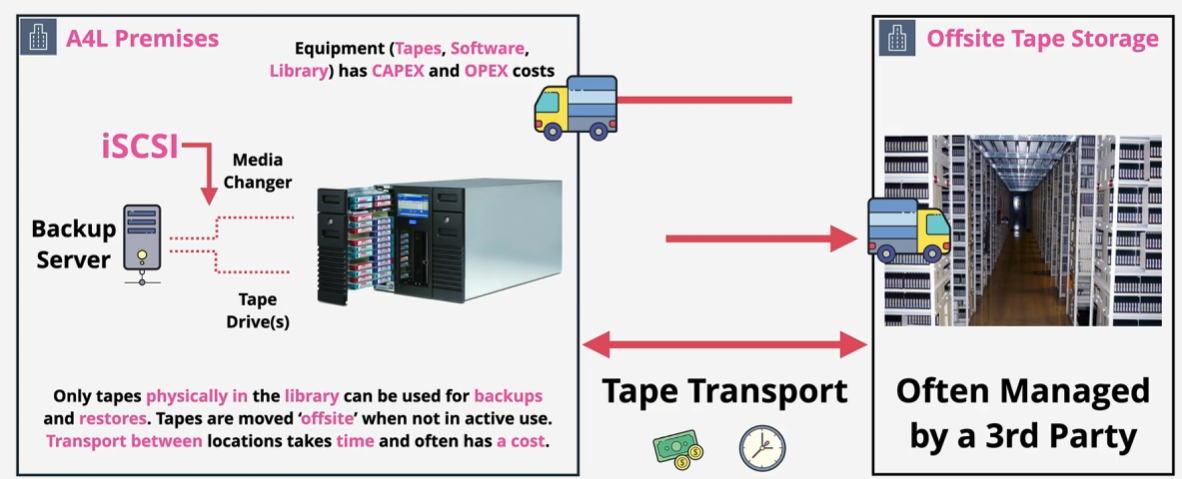 A4L Premises
Equipment (Tapes, Software,
Library) has CAPEX and OPEX costs
iSCSI
Media
Changer
Backup
Server
Tape
Drive(s)
Only tapes physically in the library can be used for backups
and restores. Tapes are moved ‘offsite’ when not in active use.
Transport between locations takes time and often has a cost.
Tape Transport
Offsite Tape Storage
Often Managed
by a 3rd Party